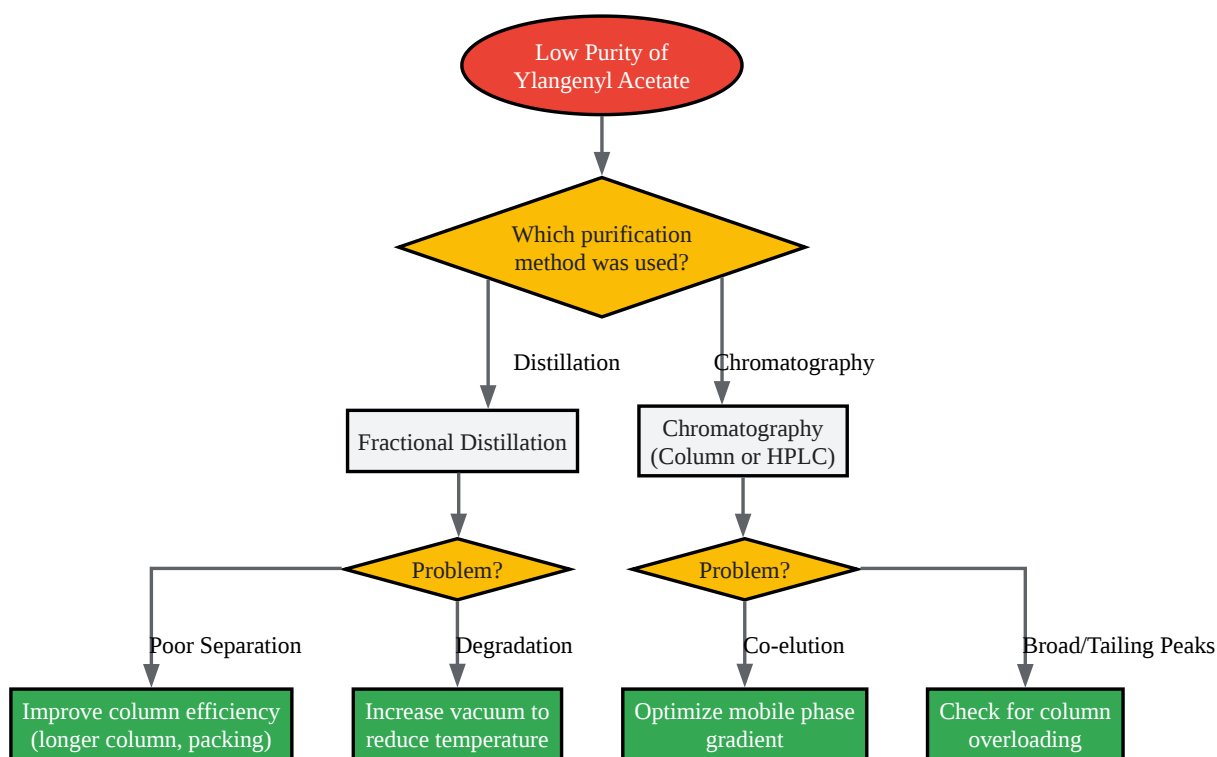 Low Purity of
Ylangenyl Acetate
Which purification
method was used?
Distillation
Chromatography
Fractional Distillation
Chromatography
(Column or HPLC)
Problem?
Problem?
Poor Separation
Degradation
Co-elution
Broad/Tailing Peaks
Improve column efficiency
(longer column, packing)
Increase vacuum to
reduce temperature
Optimize mobile phase
gradient
Check for column
overloading